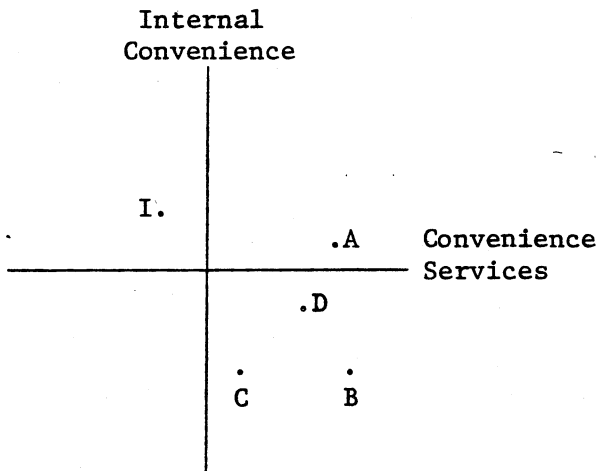 Internal
Convenience
I.
.A
Convenience
Services
.D
C
B